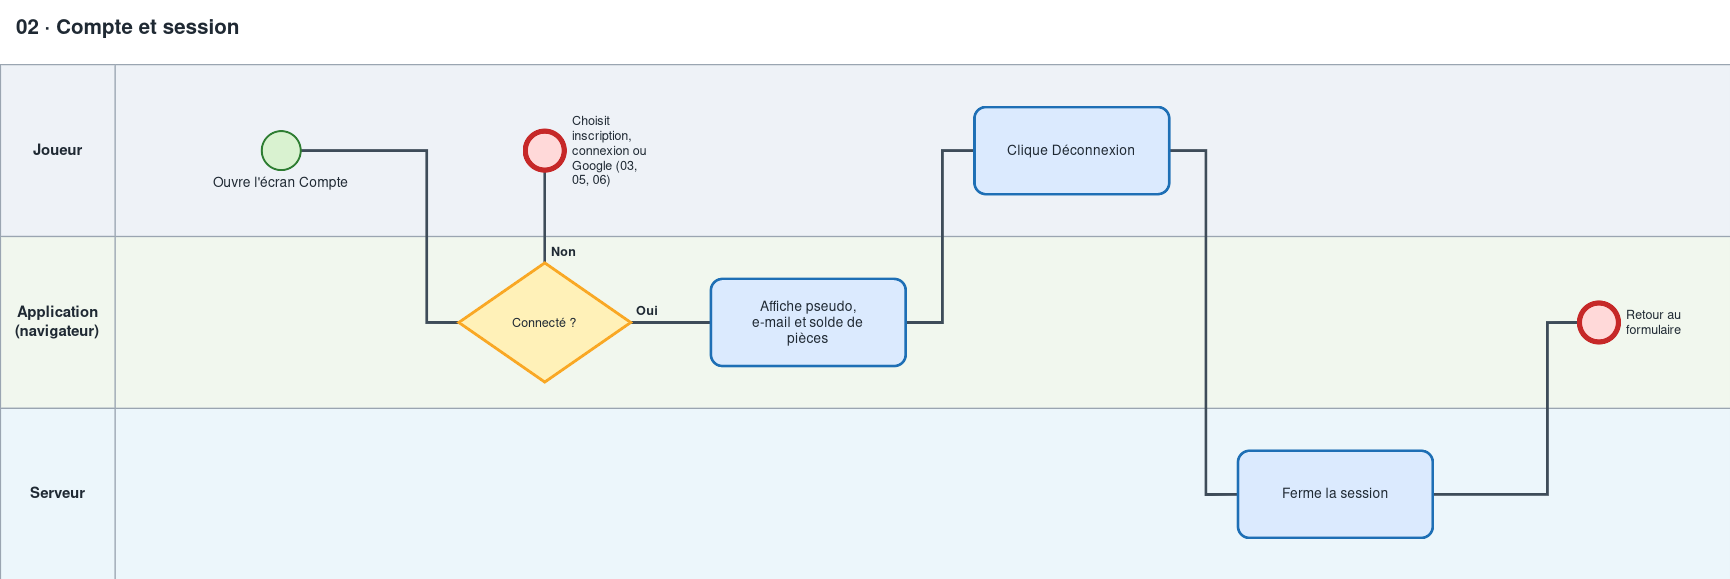 02 · Compte et session
Joueur
Ouvre l'écran Compte
Choisit
inscription,
connexion ou
Google (03,
05, 06)
Clique Déconnexion
Non
Application
(navigateur)
Connecté ?
Oui
Affiche pseudo,
e-mail et solde de
pièces
Retour au
formulaire
Serveur
Ferme la session